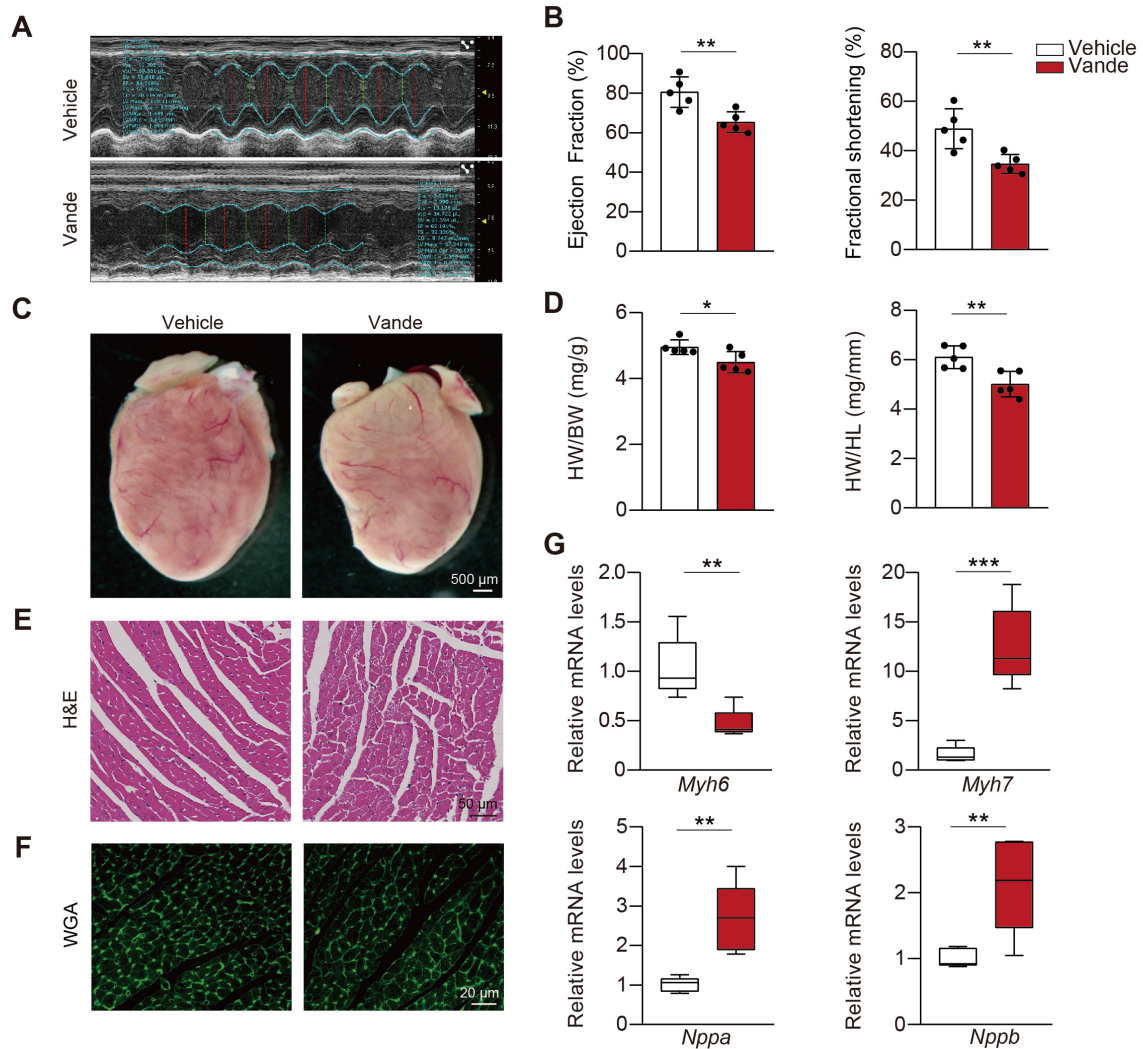 A
Vehicle
Vande
B
Ejection Fraction (%)
100
80
60
40
20
0
**
Fractional shortening (%)
80
60
40
20
0
**
Vehicle
Vande
C
Vehicle
Vande
500 µm
D
HW/BW (mg/g)
6
4
2
0
*
HW/HL (mg/mm)
8
6
4
2
0
**
E
H&E
50 µm
F
WGA
20 µm
G
Relative mRNA levels
2.0
1.5
1.0
0.5
0
**
Myh6
Relative mRNA levels
20
15
10
5
0
***
Myh7
Relative mRNA levels
5
4
3
2
1
0
**
Nppa
Relative mRNA levels
3
2
1
0
**
Nppb